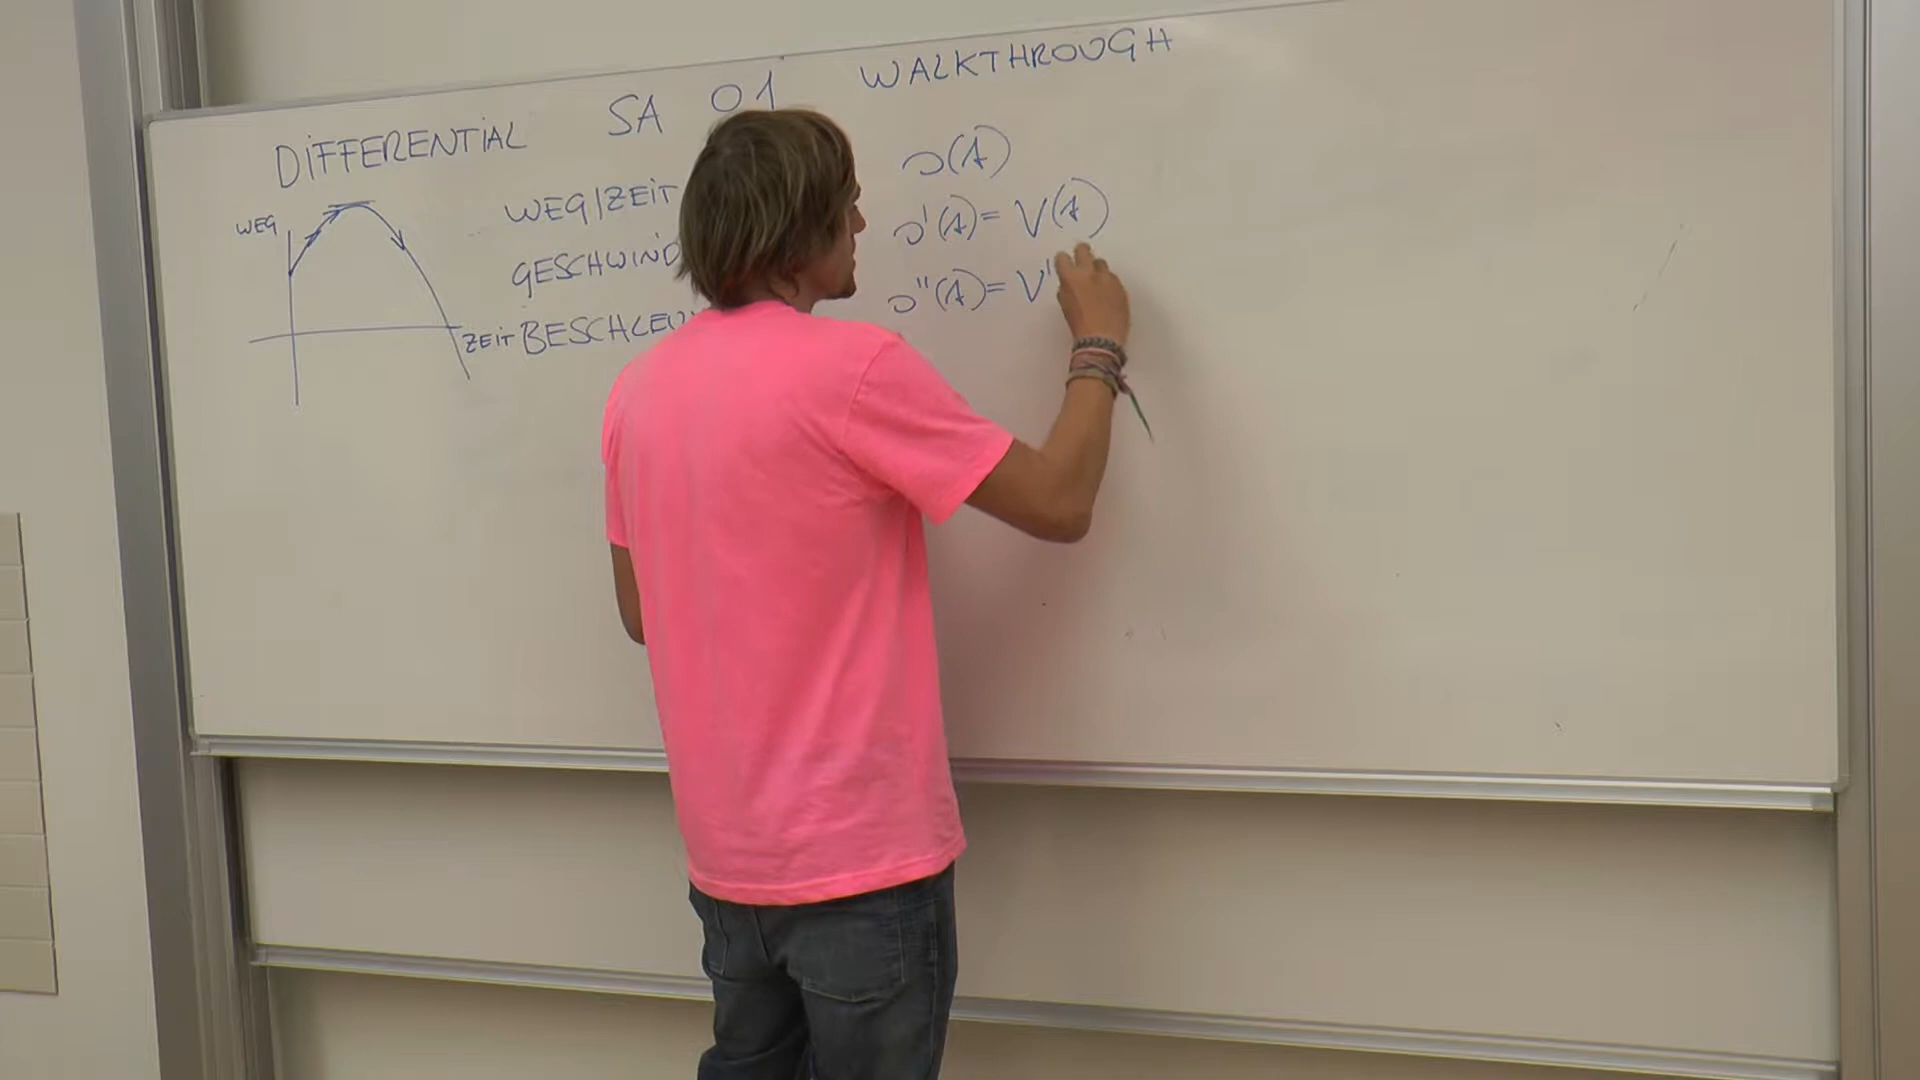 DIFFERENTIAL SA 01 WALKTHROUGH
WEG
ZEIT
WEG/ZEIT
GESCHWIND
BESCHLEU
s(t)
s'(t) = V(t)
s''(t) = V'